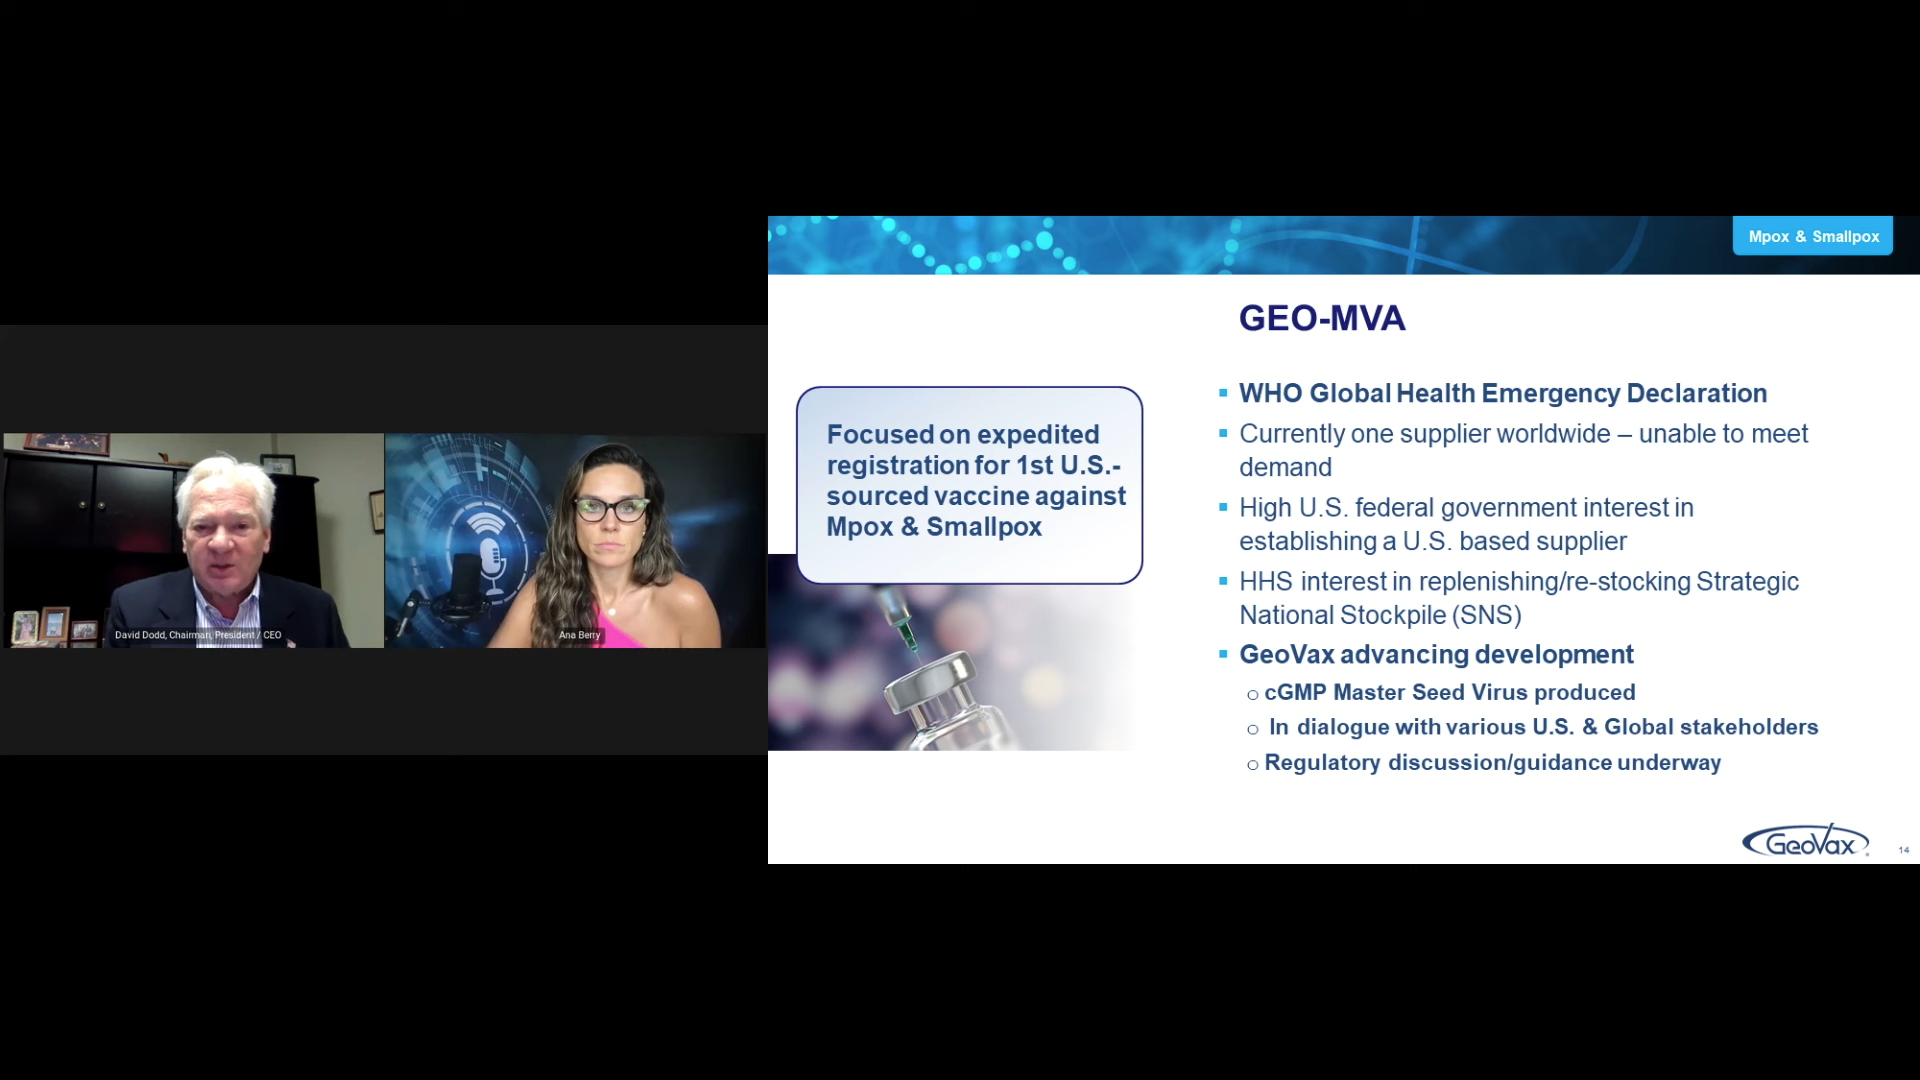 David Dodd, Chairman, President / CEO
Ana Berry
Mpox & Smallpox
GEO-MVA
Focused on expedited
registration for 1st U.S.-
sourced vaccine against
Mpox & Smallpox
WHO Global Health Emergency Declaration
Currently one supplier worldwide – unable to meet
demand
High U.S. federal government interest in
establishing a U.S. based supplier
HHS interest in replenishing/re-stocking Strategic
National Stockpile (SNS)
GeoVax advancing development
cGMP Master Seed Virus produced
In dialogue with various U.S. & Global stakeholders
Regulatory discussion/guidance underway
GeoVax
14